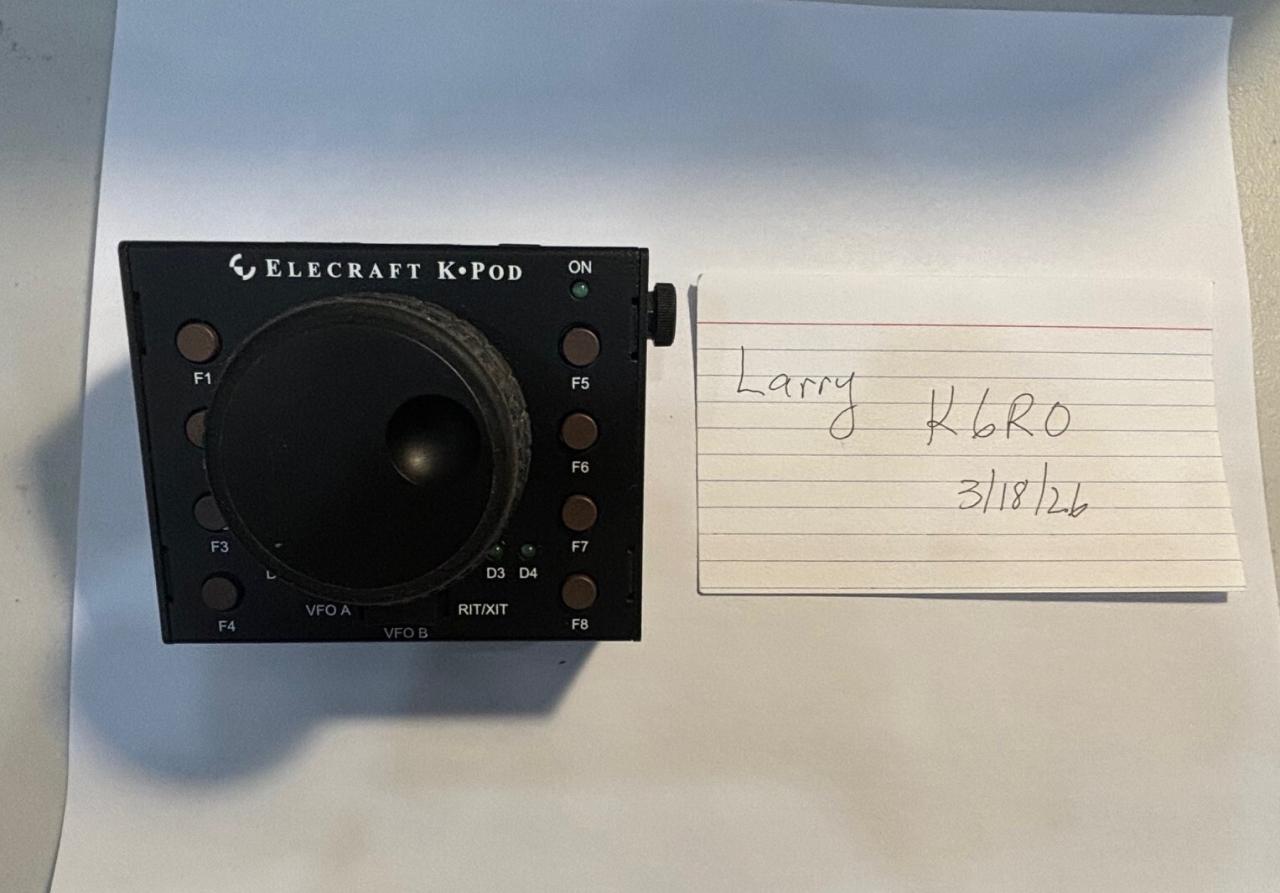 ELECRAFT K•POD
ON
F1
F5
F6
F3
F7
D3 D4
F4
VFO A
RIT/XIT
F8
VFO B
Larry K6RO
3/18/26